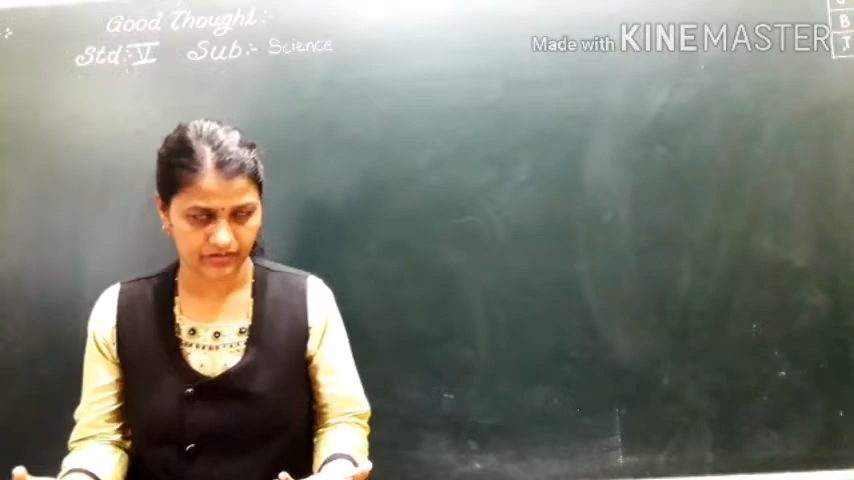 Good Thought:-
Std:- V Sub:- Science
Made with KINEMASTER
B